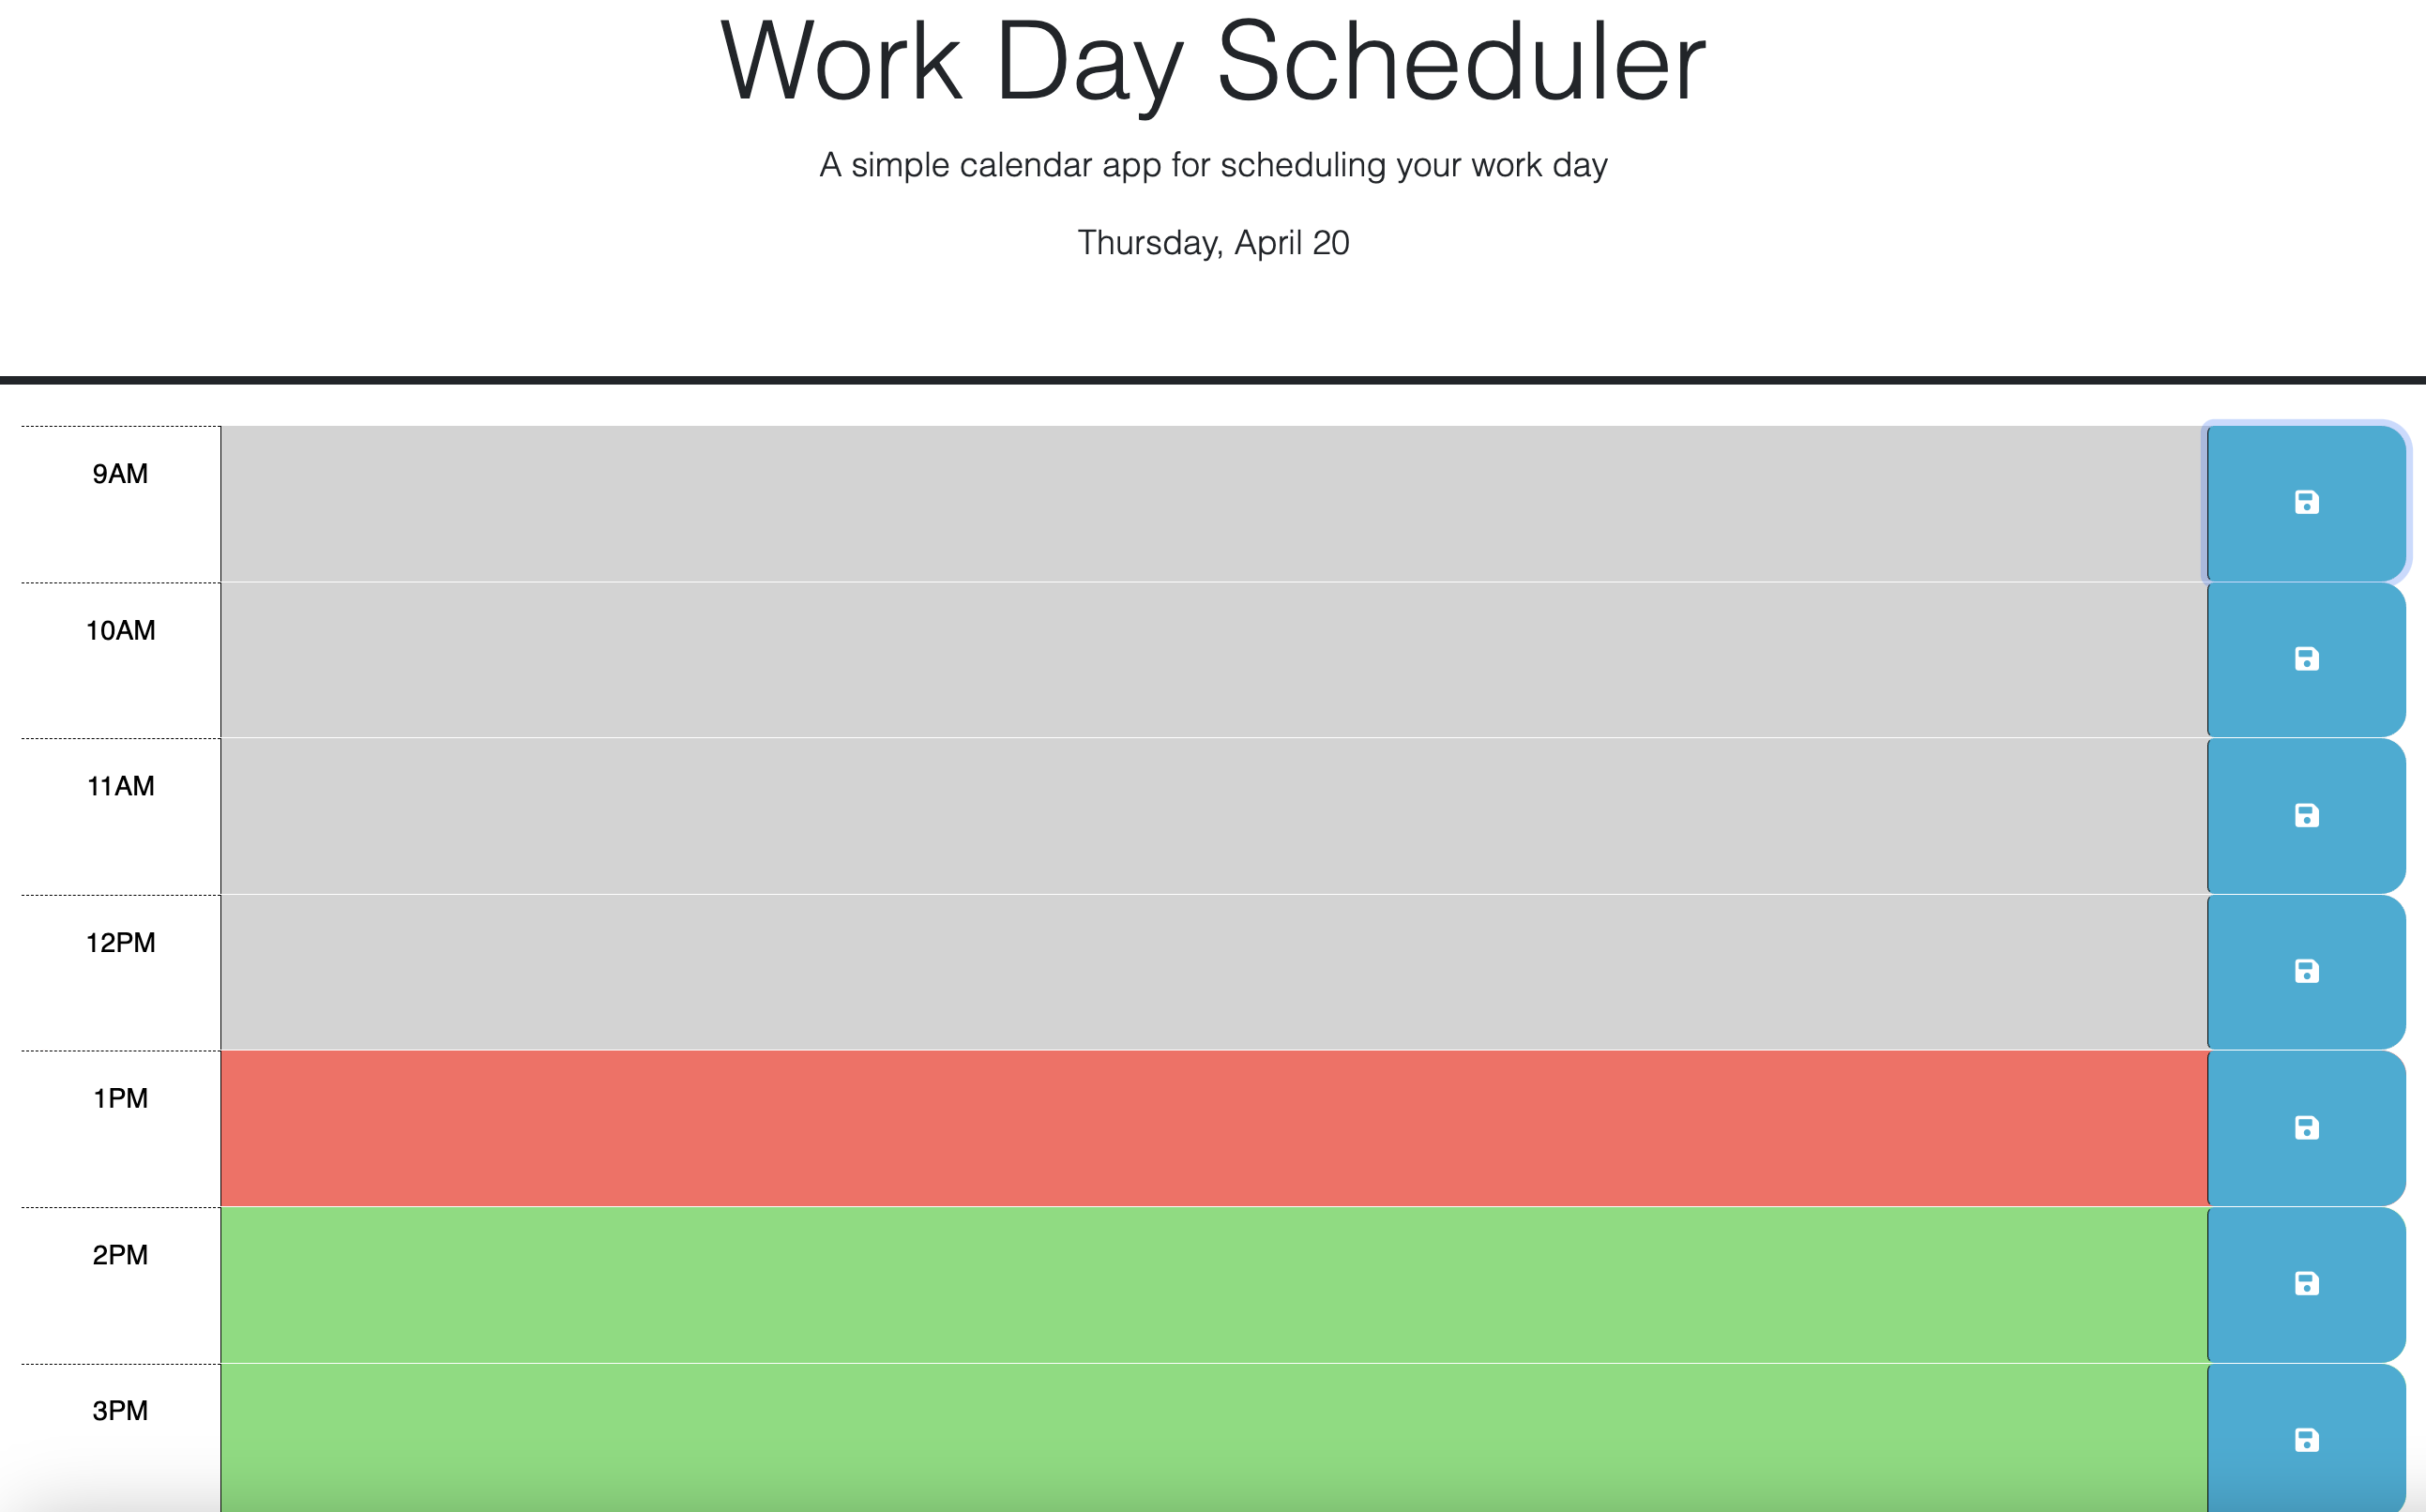 Work Day Scheduler
A simple calendar app for scheduling your work day
Thursday, April 20
9AM
10AM
11AM
12PM
1PM
2PM
3PM